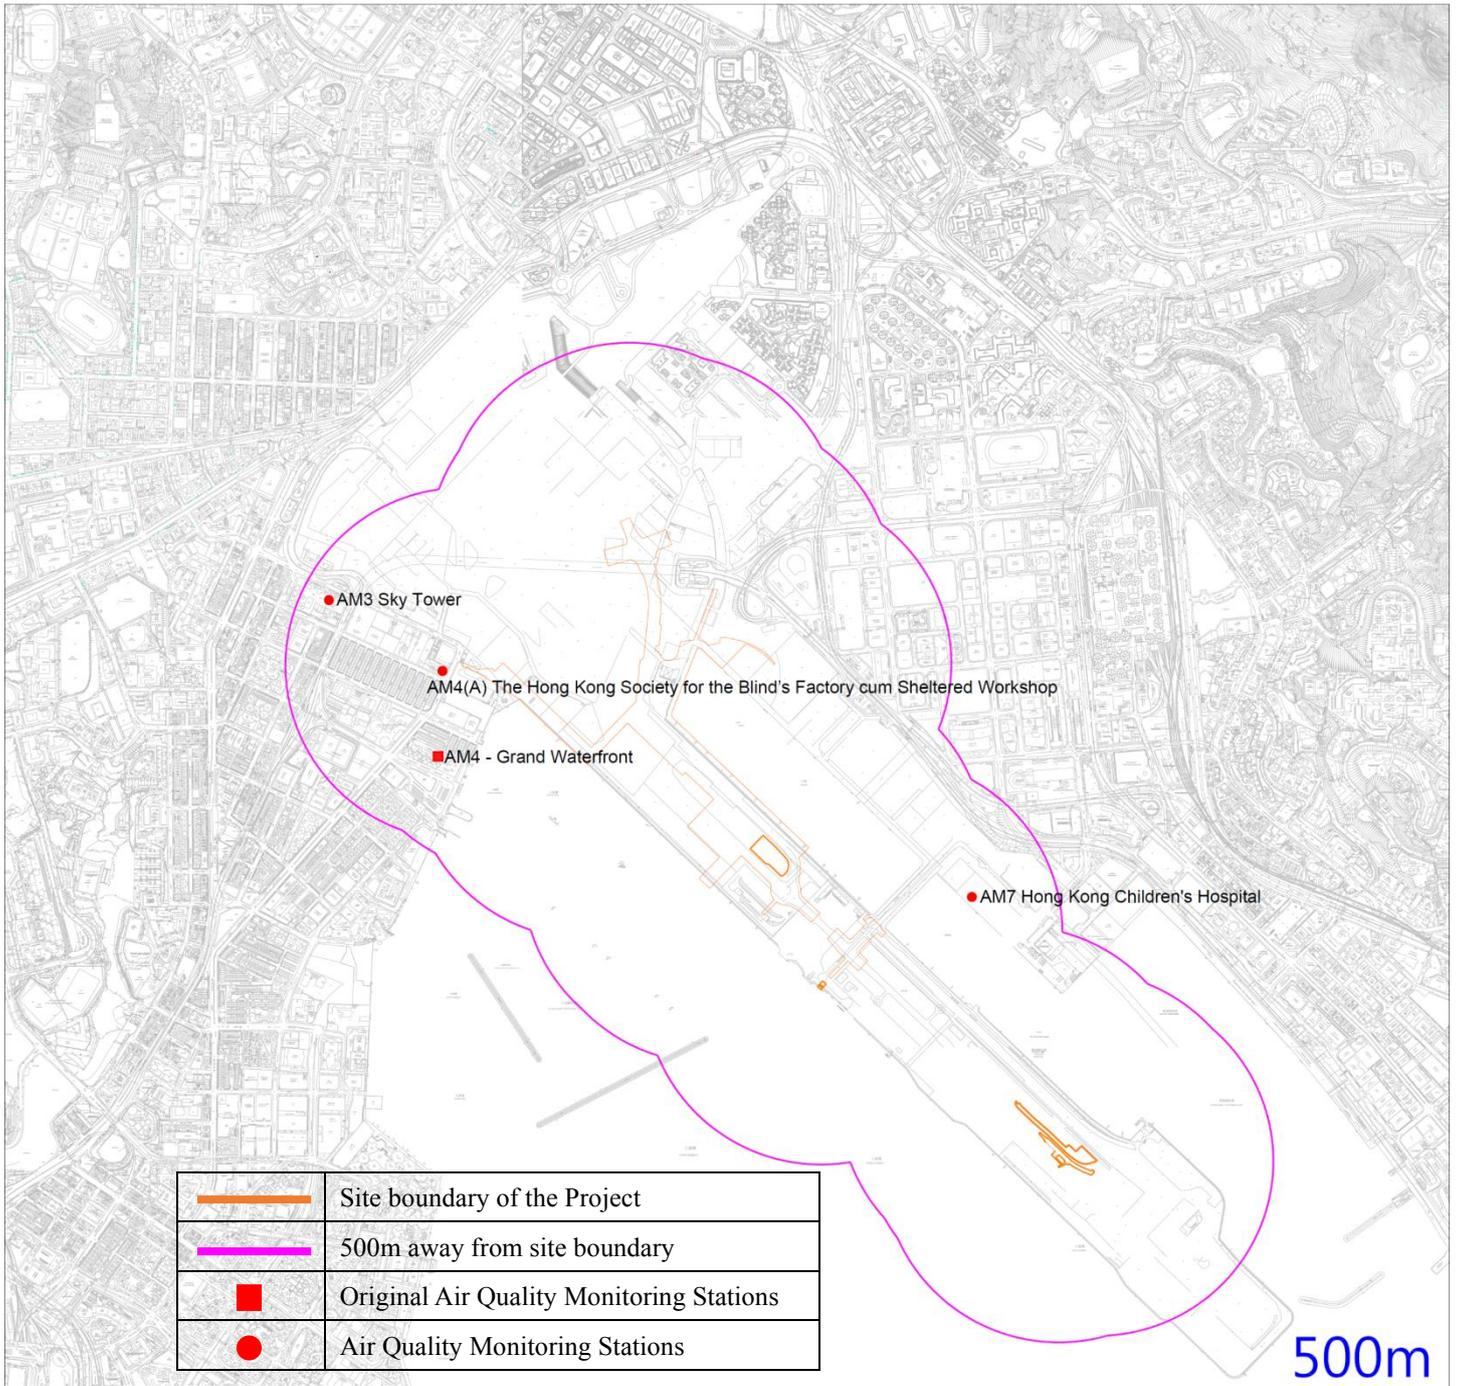 AM3 Sky Tower
AM4(A) The Hong Kong Society for the Blind's Factory cum Sheltered Workshop
AM4 - Grand Waterfront
AM7 Hong Kong Children's Hospital
Site boundary of the Project
500m away from site boundary
Original Air Quality Monitoring Stations
Air Quality Monitoring Stations
500m